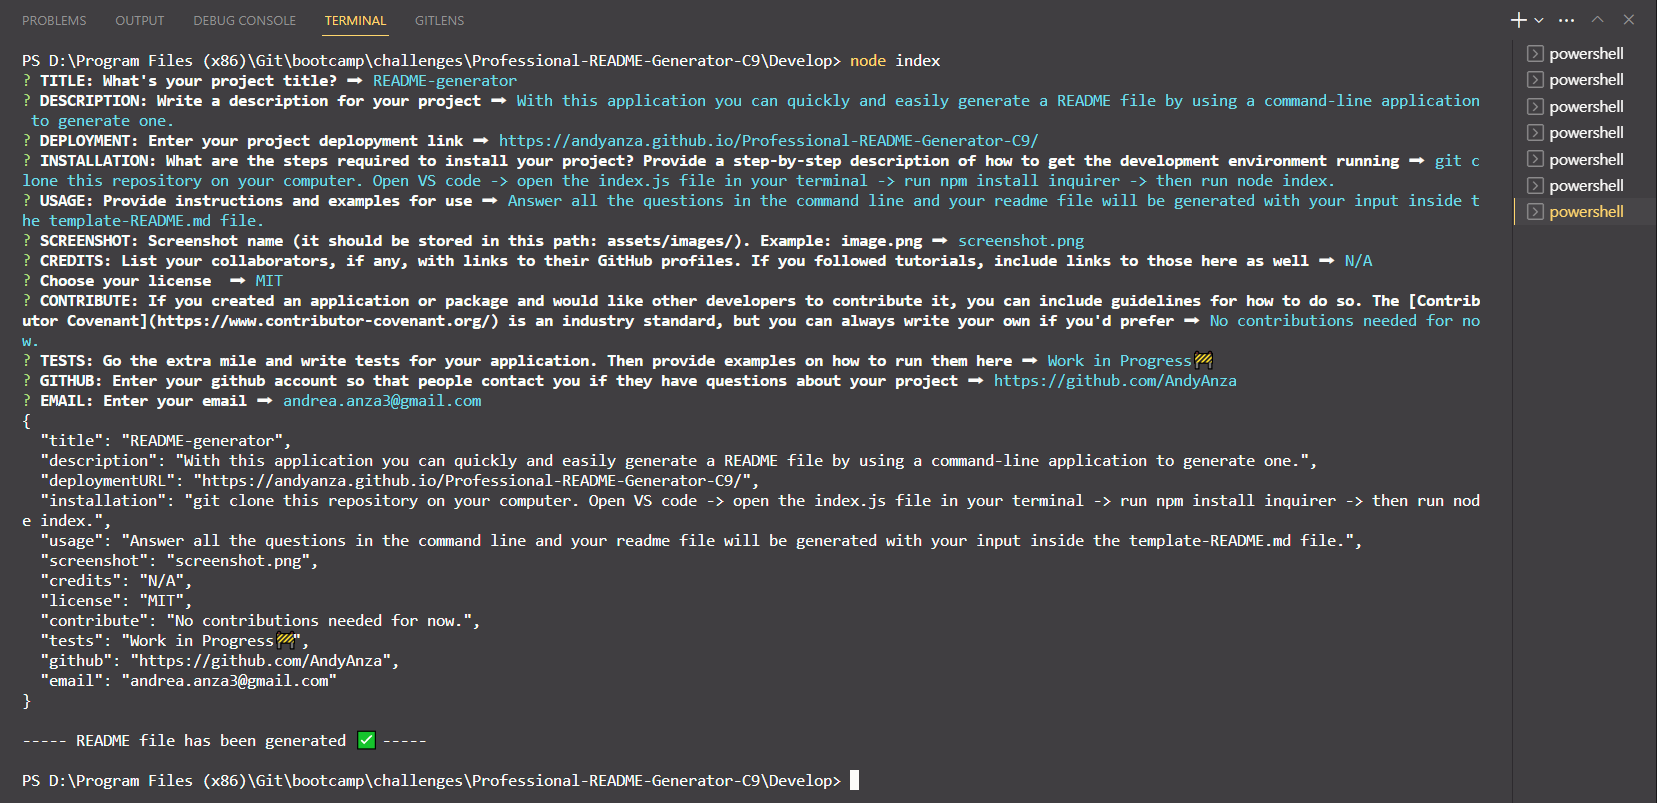 PROBLEMS OUTPUT DEBUG CONSOLE TERMINAL GITLENS
PS D:\Program Files (x86)\Git\bootcamp\challenges\Professional-README-Generator-C9\Develop> node index
? TITLE: What's your project title? ➡ README-generator
? DESCRIPTION: Write a description for your project ➡ With this application you can quickly and easily generate a README file by using a command-line application
to generate one.
? DEPLOYMENT: Enter your project deplopyment link ➡ https://andyanza.github.io/Professional-README-Generator-C9/
? INSTALLATION: What are the steps required to install your project? Provide a step-by-step description of how to get the development environment running ➡ git c
lone this repository on your computer. Open VS code -> open the index.js file in your terminal -> run npm install inquirer -> then run node index.
? USAGE: Provide instructions and examples for use ➡ Answer all the questions in the command line and your readme file will be generated with your input inside t
he template-README.md file.
? SCREENSHOT: Screenshot name (it should be stored in this path: assets/images/). Example: image.png ➡ screenshot.png
? CREDITS: List your collaborators, if any, with links to their GitHub profiles. If you followed tutorials, include links to those here as well ➡ N/A
? Choose your license  ➡ MIT
? CONTRIBUTE: If you created an application or package and would like other developers to contribute it, you can include guidelines for how to do so. The [Contrib
utor Covenant](https://www.contributor-covenant.org/) is an industry standard, but you can always write your own if you'd prefer ➡ No contributions needed for no
w.
? TESTS: Go the extra mile and write tests for your application. Then provide examples on how to run them here ➡ Work in Progress🚧
? GITHUB: Enter your github account so that people contact you if they have questions about your project ➡ https://github.com/AndyAnza
? EMAIL: Enter your email ➡ andrea.anza3@gmail.com
{
"title": "README-generator",
"description": "With this application you can quickly and easily generate a README file by using a command-line application to generate one.",
"deploymentURL": "https://andyanza.github.io/Professional-README-Generator-C9/",
"installation": "git clone this repository on your computer. Open VS code -> open the index.js file in your terminal -> run npm install inquirer -> then run nod
e index.",
"usage": "Answer all the questions in the command line and your readme file will be generated with your input inside the template-README.md file.",
"screenshot": "screenshot.png",
"credits": "N/A",
"license": "MIT",
"contribute": "No contributions needed for now.",
"tests": "Work in Progress🚧",
"github": "https://github.com/AndyAnza",
"email": "andrea.anza3@gmail.com"
}
----- README file has been generated ✅ -----
PS D:\Program Files (x86)\Git\bootcamp\challenges\Professional-README-Generator-C9\Develop>
powershell
powershell
powershell
powershell
powershell
powershell
powershell